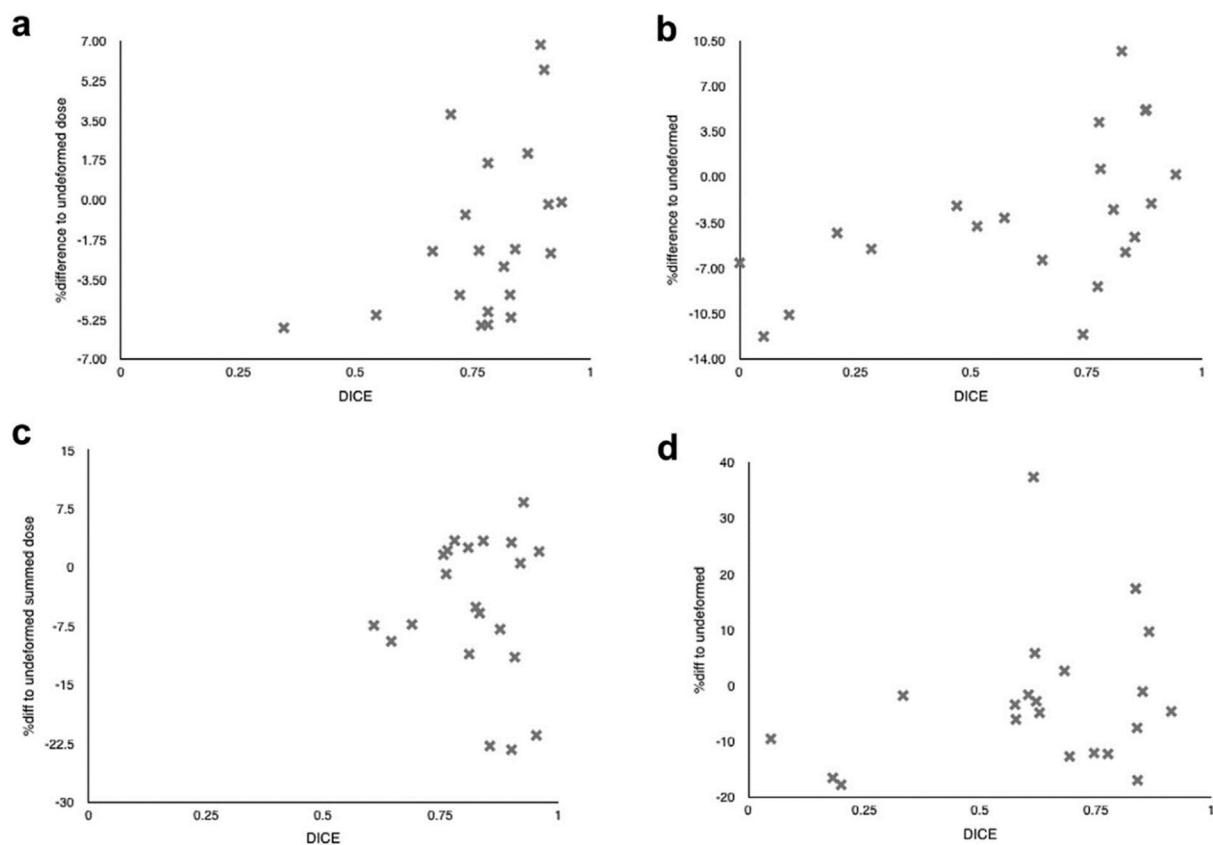 a
7.00
5.25
3.50
1.75
0.00
-1.75
-3.50
-5.25
-7.00
%difference to undeformed dose
0 0.25 0.5 0.75 1
DICE
b
10.50
7.00
3.50
0.00
-3.50
-7.00
-10.50
-14.00
%difference to undeformed
0 0.25 0.5 0.75 1
DICE
c
15
7.5
0
-7.5
-15
-22.5
-30
%diff to undeformed summed dose
0 0.25 0.5 0.75 1
DICE
d
40
30
20
10
0
-10
-20
%diff to undeformed
0 0.25 0.5 0.75 1
DICE